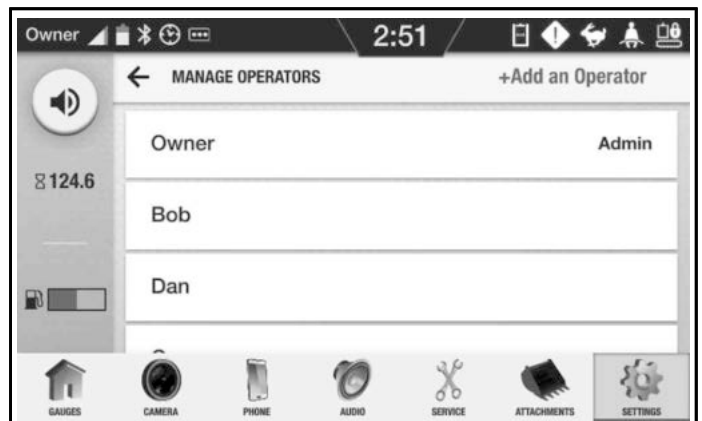 Owner 2:51
MANAGE OPERATORS +Add an Operator
Owner Admin
124.6
Bob
Dan
GAUGES CAMERA PHONE AUDIO SERVICE ATTACHMENTS SETTINGS